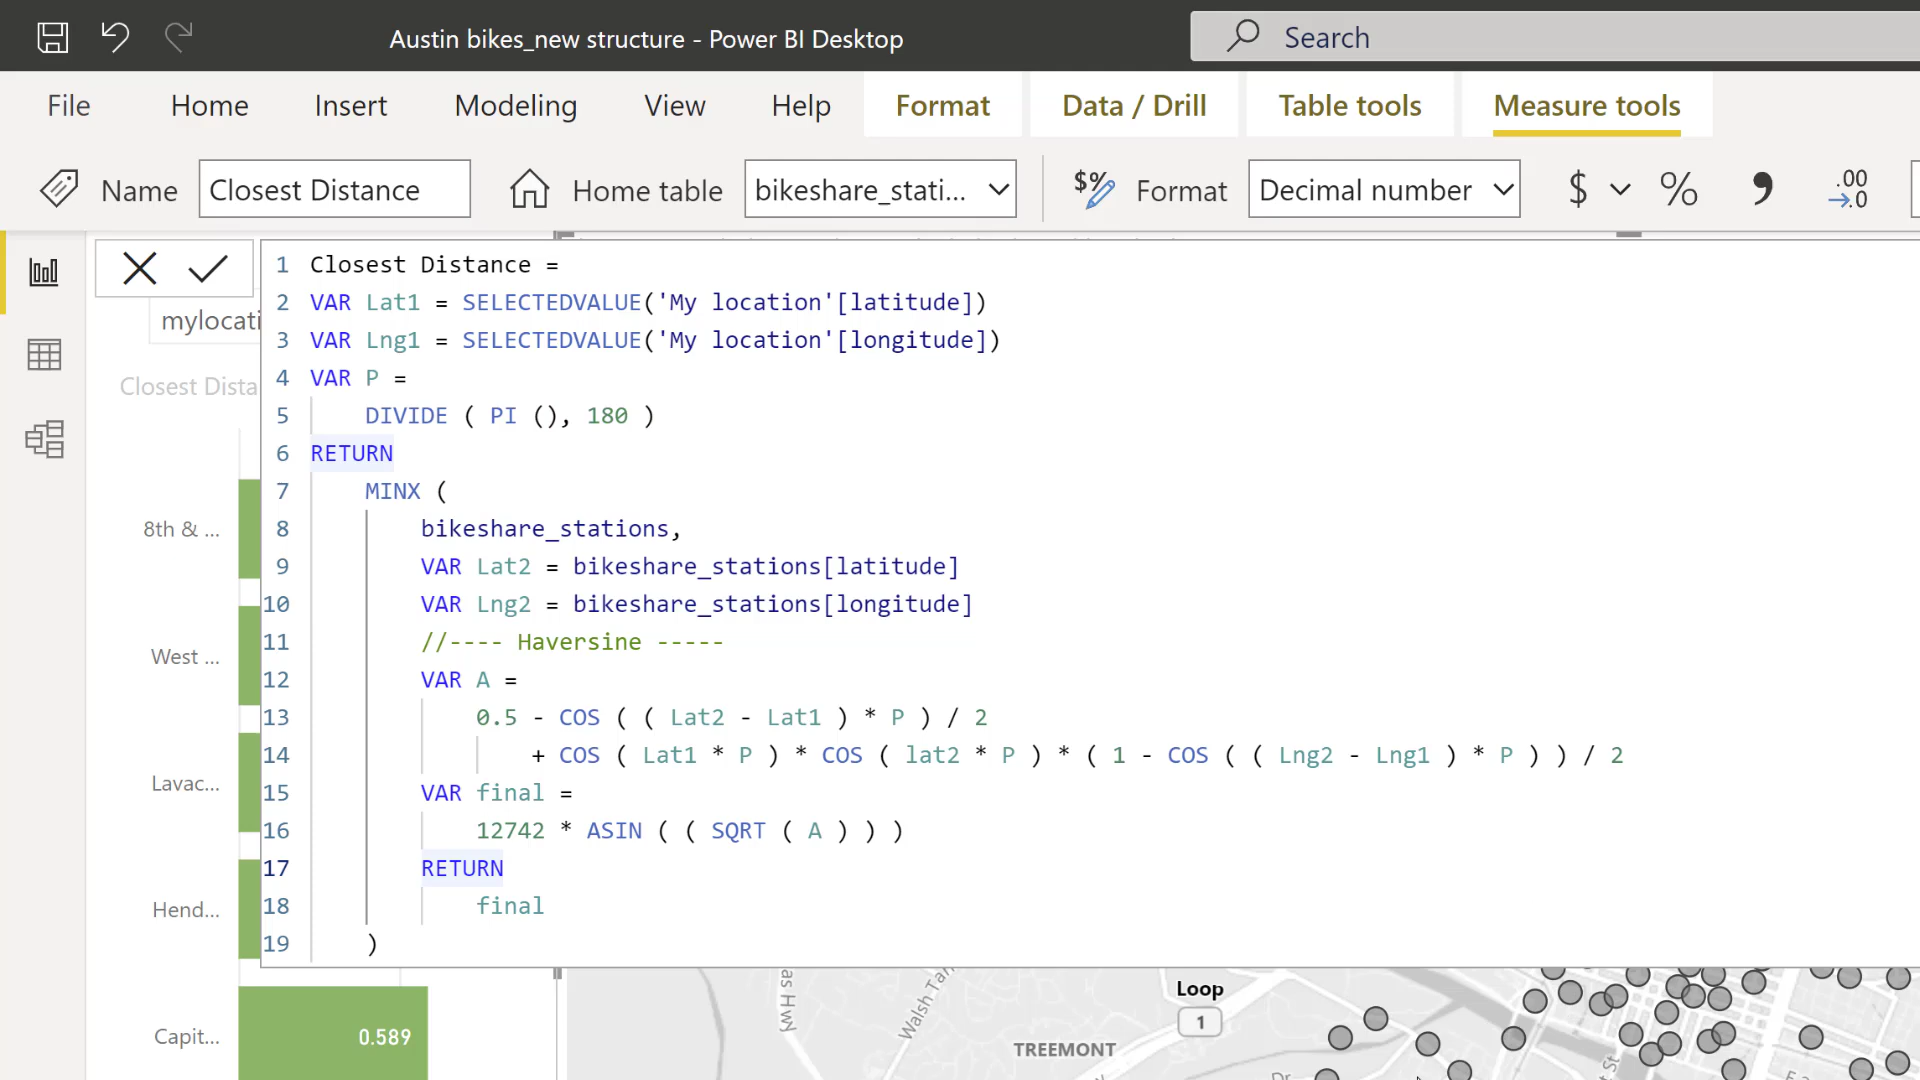 Austin bikes_new structure - Power BI Desktop
Search
File Home Insert Modeling View Help Format Data / Drill Table tools Measure tools
Name Closest Distance Home table bikeshare_stati... $% Format Decimal number $ % , .00 .0
1 Closest Distance =
2 VAR Lat1 = SELECTEDVALUE('My location'[latitude])
3 VAR Lng1 = SELECTEDVALUE('My location'[longitude])
4 VAR P =
5 DIVIDE ( PI (), 180 )
6 RETURN
7 MINX (
8 bikeshare_stations,
9 VAR Lat2 = bikeshare_stations[latitude]
10 VAR Lng2 = bikeshare_stations[longitude]
11 //---- Haversine -----
12 VAR A =
13 0.5 - COS ( ( Lat2 - Lat1 ) * P ) / 2
14 + COS ( Lat1 * P ) * COS ( lat2 * P ) * ( 1 - COS ( ( Lng2 - Lng1 ) * P ) ) / 2
15 VAR final =
16 12742 * ASIN ( ( SQRT ( A ) ) )
17 RETURN
18 final
19 )
mylocati
Closest Dista
8th & ...
West ...
Lavac...
Hend...
Capit...
0.589
as Hwy
Walsh Tar
Loop
1
TREEMONT
Dr